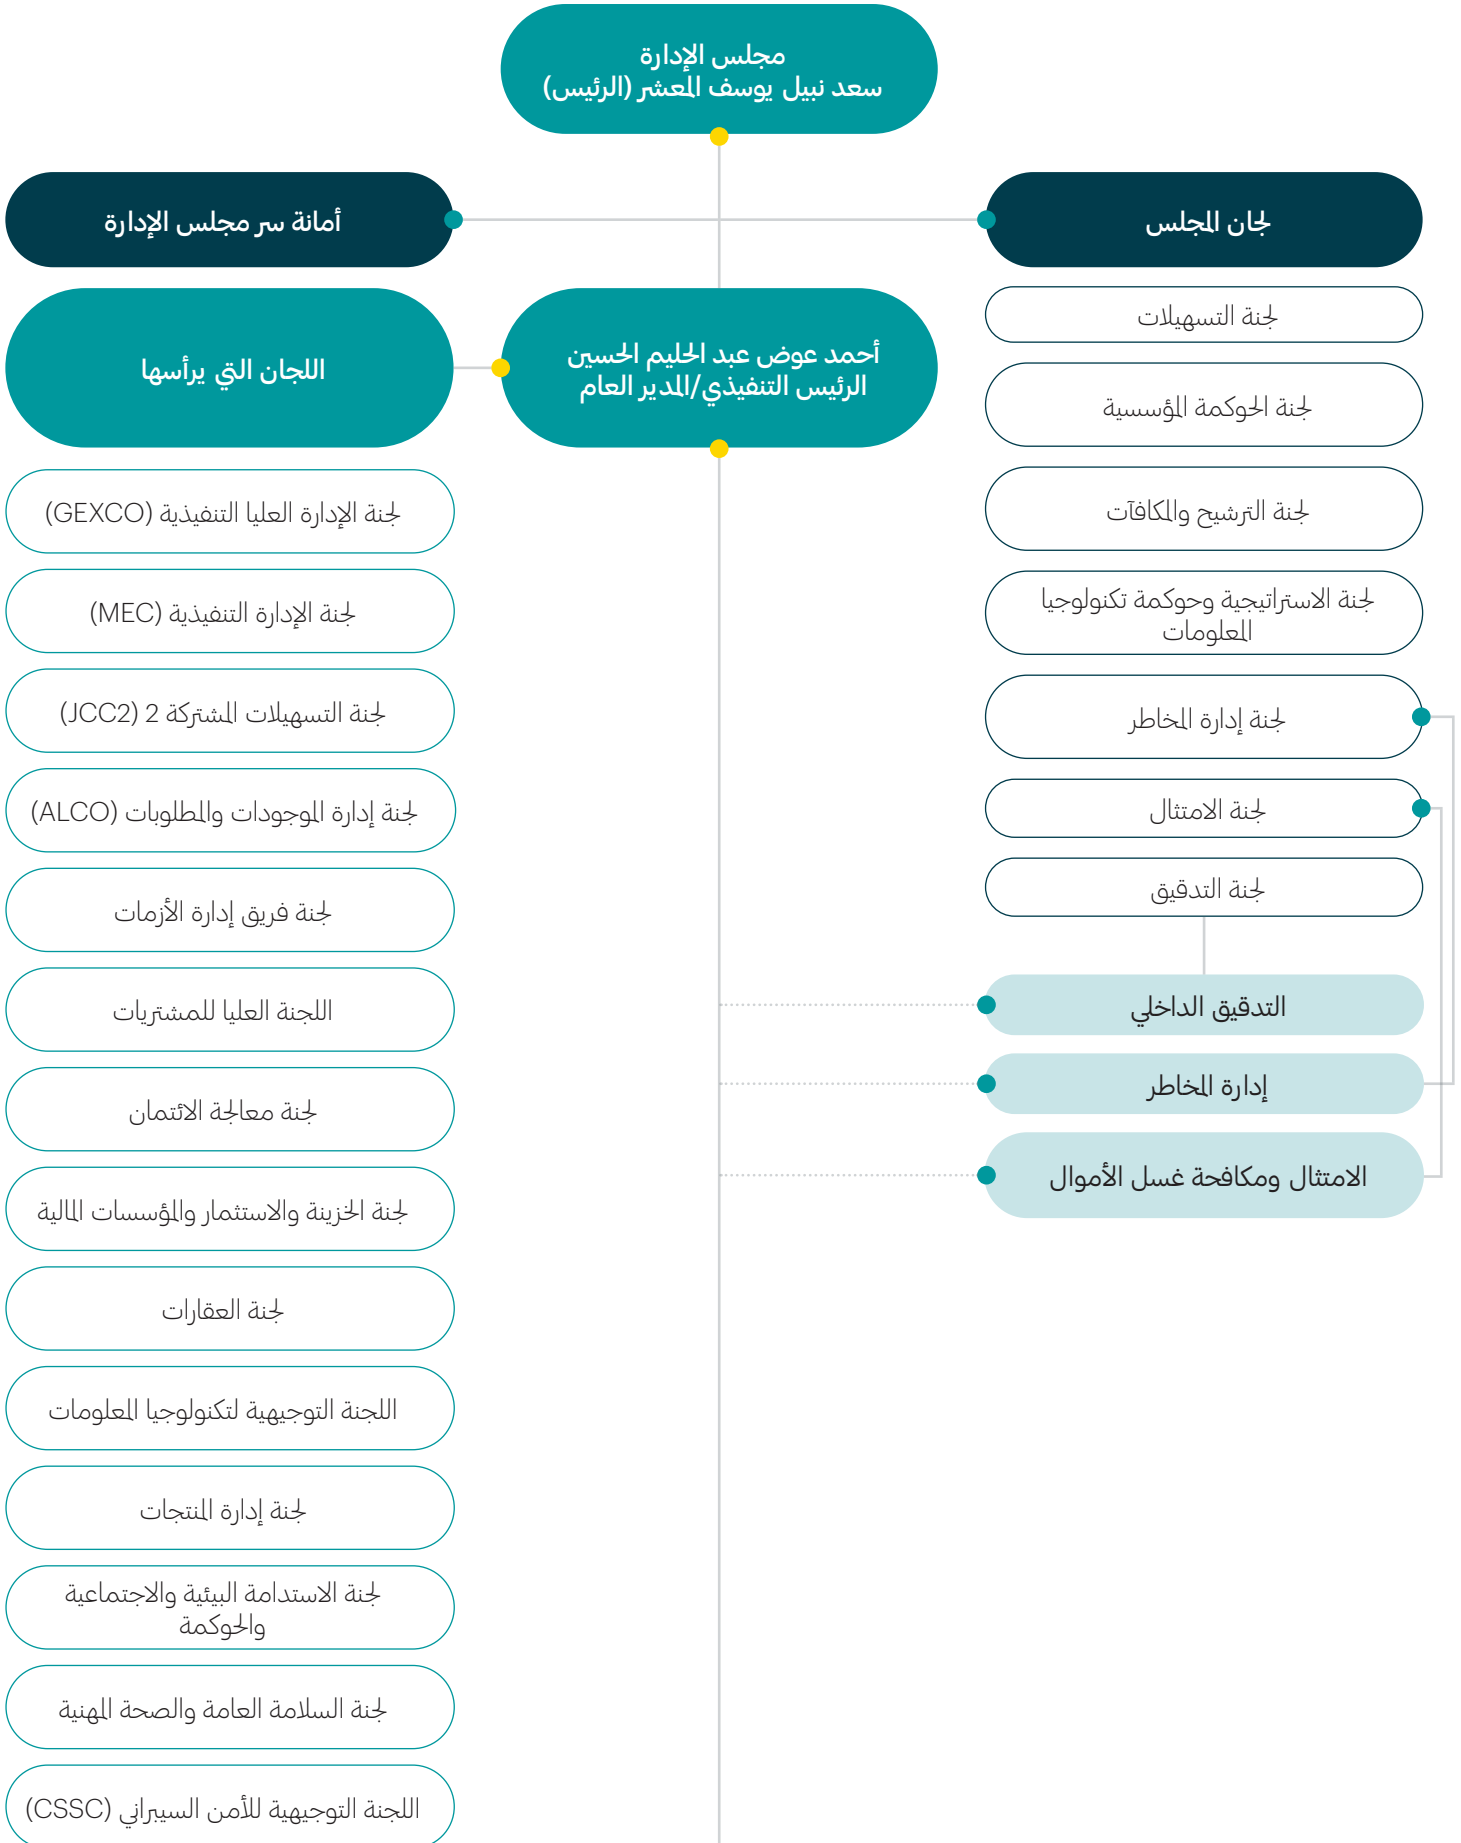 مجلس الإدارة
سعد نبيل يوسف المعشر (الرئيس)
لجان المجلس
أمانة سر مجلس الإدارة
أحمد عوض عبد الحليم الحسين
الرئيس التنفيذي/المدير العام
اللجان التي يرأسها
لجنة التسهيلات
لجنة الحوكمة المؤسسية
لجنة الترشيح والمكافآت
لجنة الاستراتيجية وحوكمة تكنولوجيا
المعلومات
لجنة إدارة المخاطر
لجنة الامتثال
لجنة التدقيق
التدقيق الداخلي
إدارة المخاطر
الامتثال ومكافحة غسل الأموال
لجنة الإدارة العليا التنفيذية (GEXCO)
لجنة الإدارة التنفيذية (MEC)
لجنة التسهيلات المشتركة 2 (JCC2)
لجنة إدارة الموجودات والمطلوبات (ALCO)
لجنة فريق إدارة الأزمات
اللجنة العليا للمشتريات
لجنة معالجة الائتمان
لجنة الخزينة والاستثمار والمؤسسات المالية
لجنة العقارات
اللجنة التوجيهية لتكنولوجيا المعلومات
لجنة إدارة المنتجات
لجنة الاستدامة البيئية والاجتماعية
والحوكمة
لجنة السلامة العامة والصحة المهنية
اللجنة التوجيهية للأمن السيبراني (CSSC)